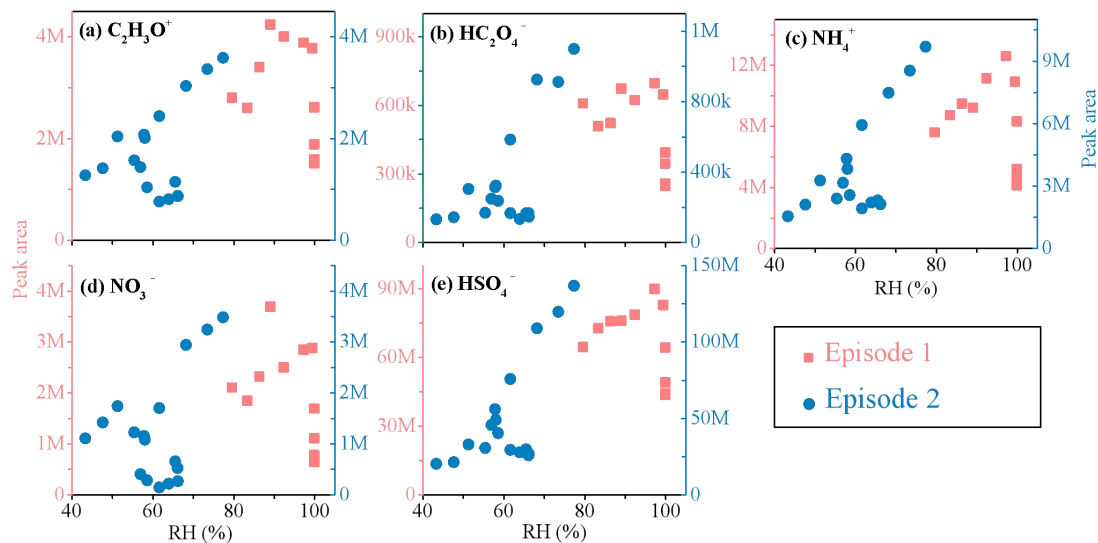 (a) C₂H₃O⁺
4M
2M
0
4M
2M
0
(b) HC₂O₄⁻
900k
600k
300k
0
1M
800k
400k
0
(c) NH₄⁺
12M
8M
4M
0
9M
6M
3M
0
Peak area
40 60 80 100
RH (%)
Peak area
(d) NO₃⁻
4M
3M
2M
1M
0
4M
3M
2M
1M
0
40 60 80 100
RH (%)
(e) HSO₄⁻
90M
60M
30M
0
150M
100M
50M
0
40 60 80 100
RH (%)
Episode 1
Episode 2